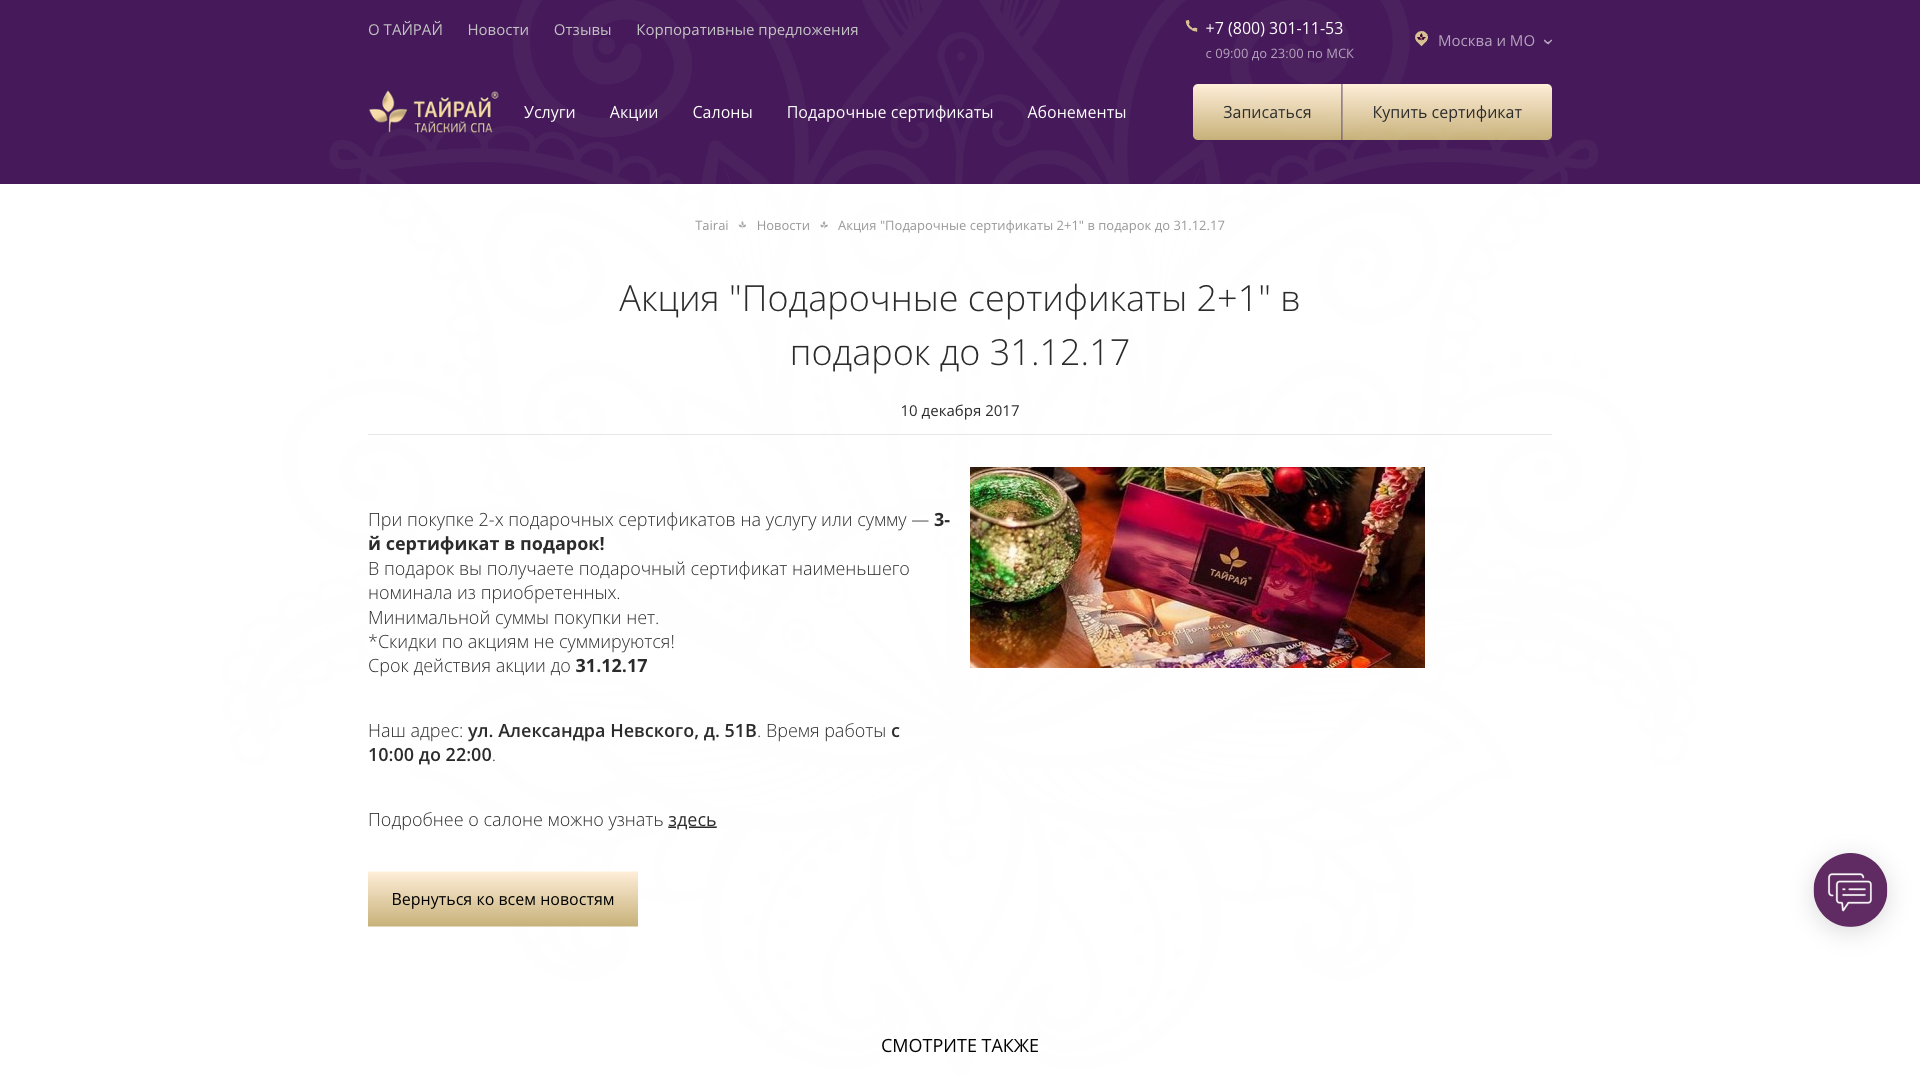 О ТАЙРАЙ Новости Отзывы Корпоративные предложения
+7 (800) 301-11-53
с 09:00 до 23:00 по МСК
Москва и МО
ТАЙРАЙ®
ТАЙСКИЙ СПА
Услуги Акции Салоны Подарочные сертификаты Абонементы
Записаться Купить сертификат
Tairai Новости Акция "Подарочные сертификаты 2+1" в подарок до 31.12.17
Акция "Подарочные сертификаты 2+1" в
подарок до 31.12.17
10 декабря 2017
При покупке 2-х подарочных сертификатов на услугу или сумму — 3-
й сертификат в подарок!
В подарок вы получаете подарочный сертификат наименьшего
номинала из приобретенных.
Минимальной суммы покупки нет.
*Скидки по акциям не суммируются!
Срок действия акции до 31.12.17
ТАЙРАЙ®
Подарочный
Наш адрес: ул. Александра Невского, д. 51В. Время работы с
10:00 до 22:00.
Подробнее о салоне можно узнать здесь
Вернуться ко всем новостям
СМОТРИТЕ ТАКЖЕ